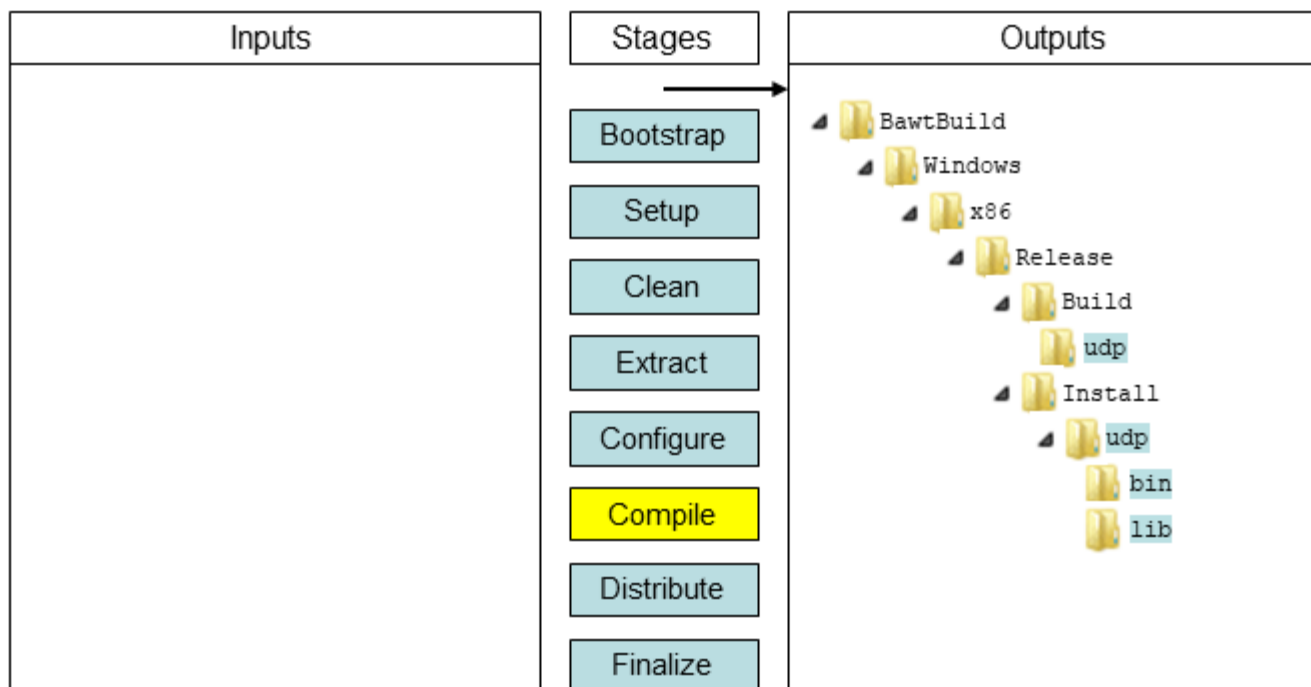 Inputs
Stages
Outputs
Bootstrap
Setup
Clean
Extract
Configure
Compile
Distribute
Finalize
BawtBuild
Windows
x86
Release
Build
udp
Install
udp
bin
lib